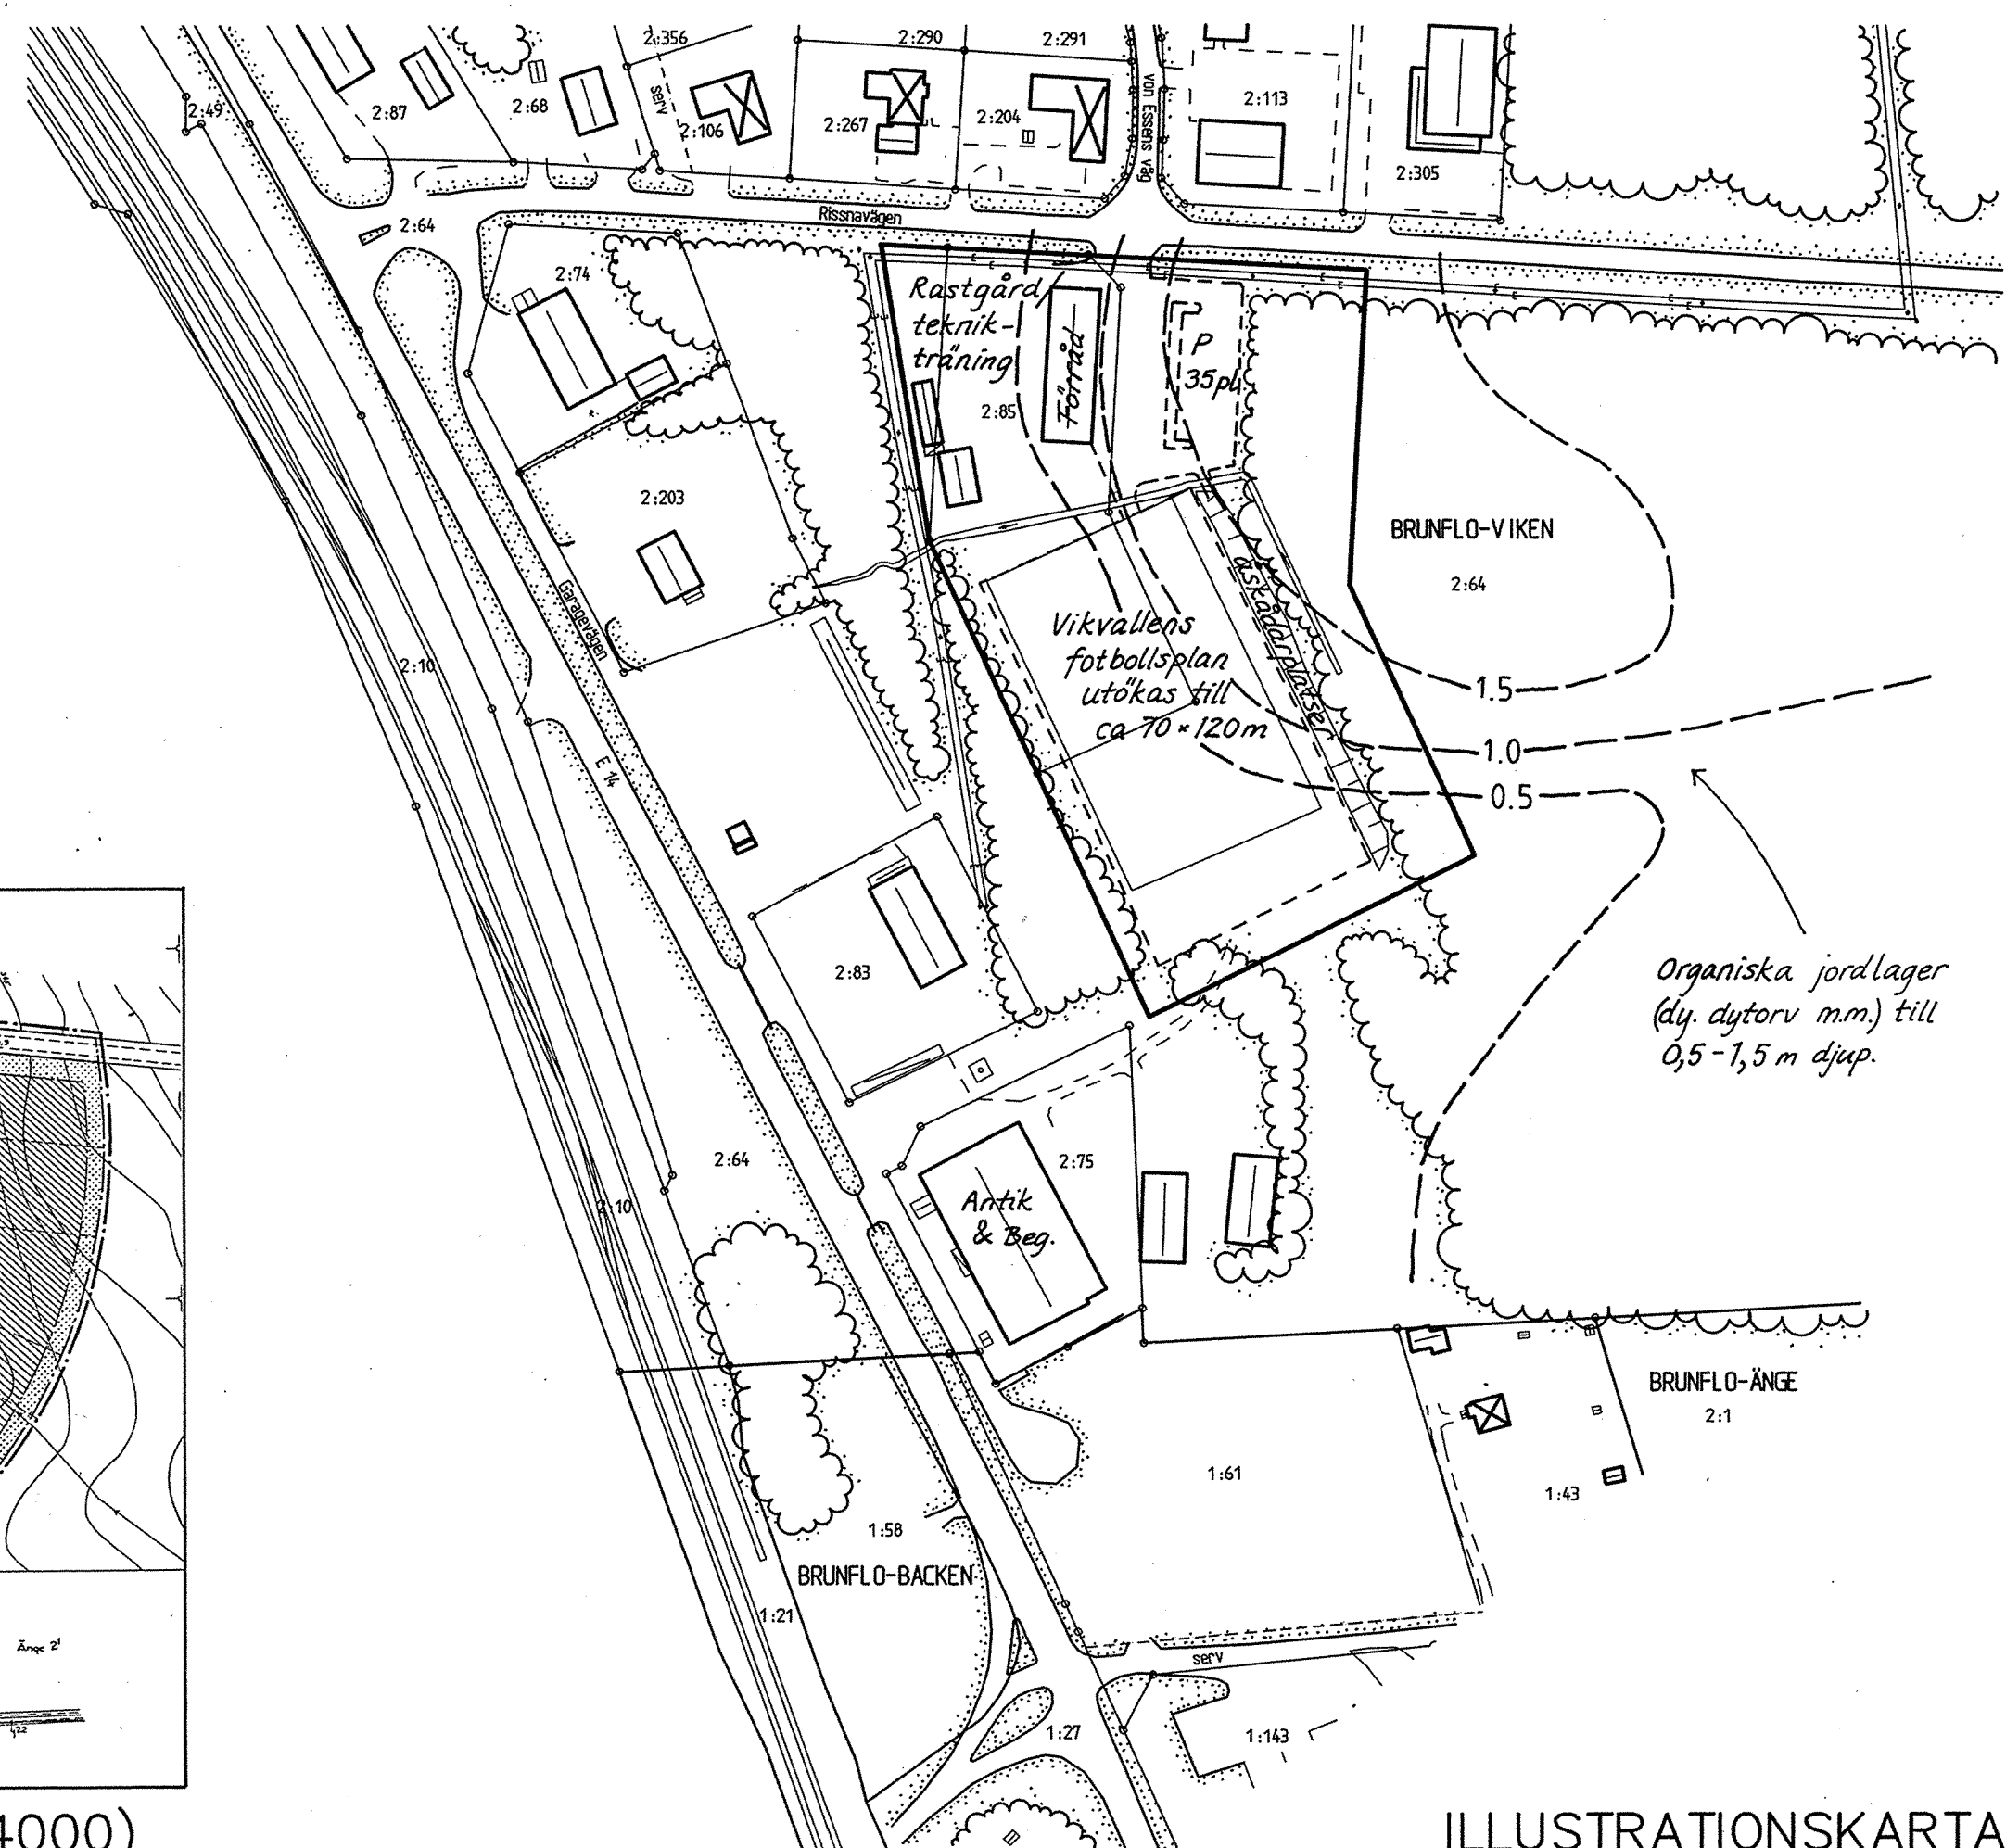 2:356
2:290
2:291
2:49
2:87
2:68
serv
2:106
2:267
2:204
von Essens väg
2:113
2:305
2:64
Rissnavägen
2:74
Rastgård/
teknik-
träning
2:85
Förråd
P
35pl
2:203
BRUNFLO-VIKEN
2:64
Garagevägen
2:10
E 14
Vikvallens
fotbollsplan
utökas till
ca 70×120m
åskådarplatser
1.5
1.0
0.5
2:83
Organiska jordlager
(dy. dytorv m.m.) till
0,5-1,5 m djup.
2:64
2:10
2:75
Antik
& Beg.
BRUNFLO-ÄNGE
2:1
1:61
1:43
1:58
BRUNFLO-BACKEN
1:21
Änge 2¹
serv
1:27
1:143
4000)
ILLUSTRATIONSKARTA